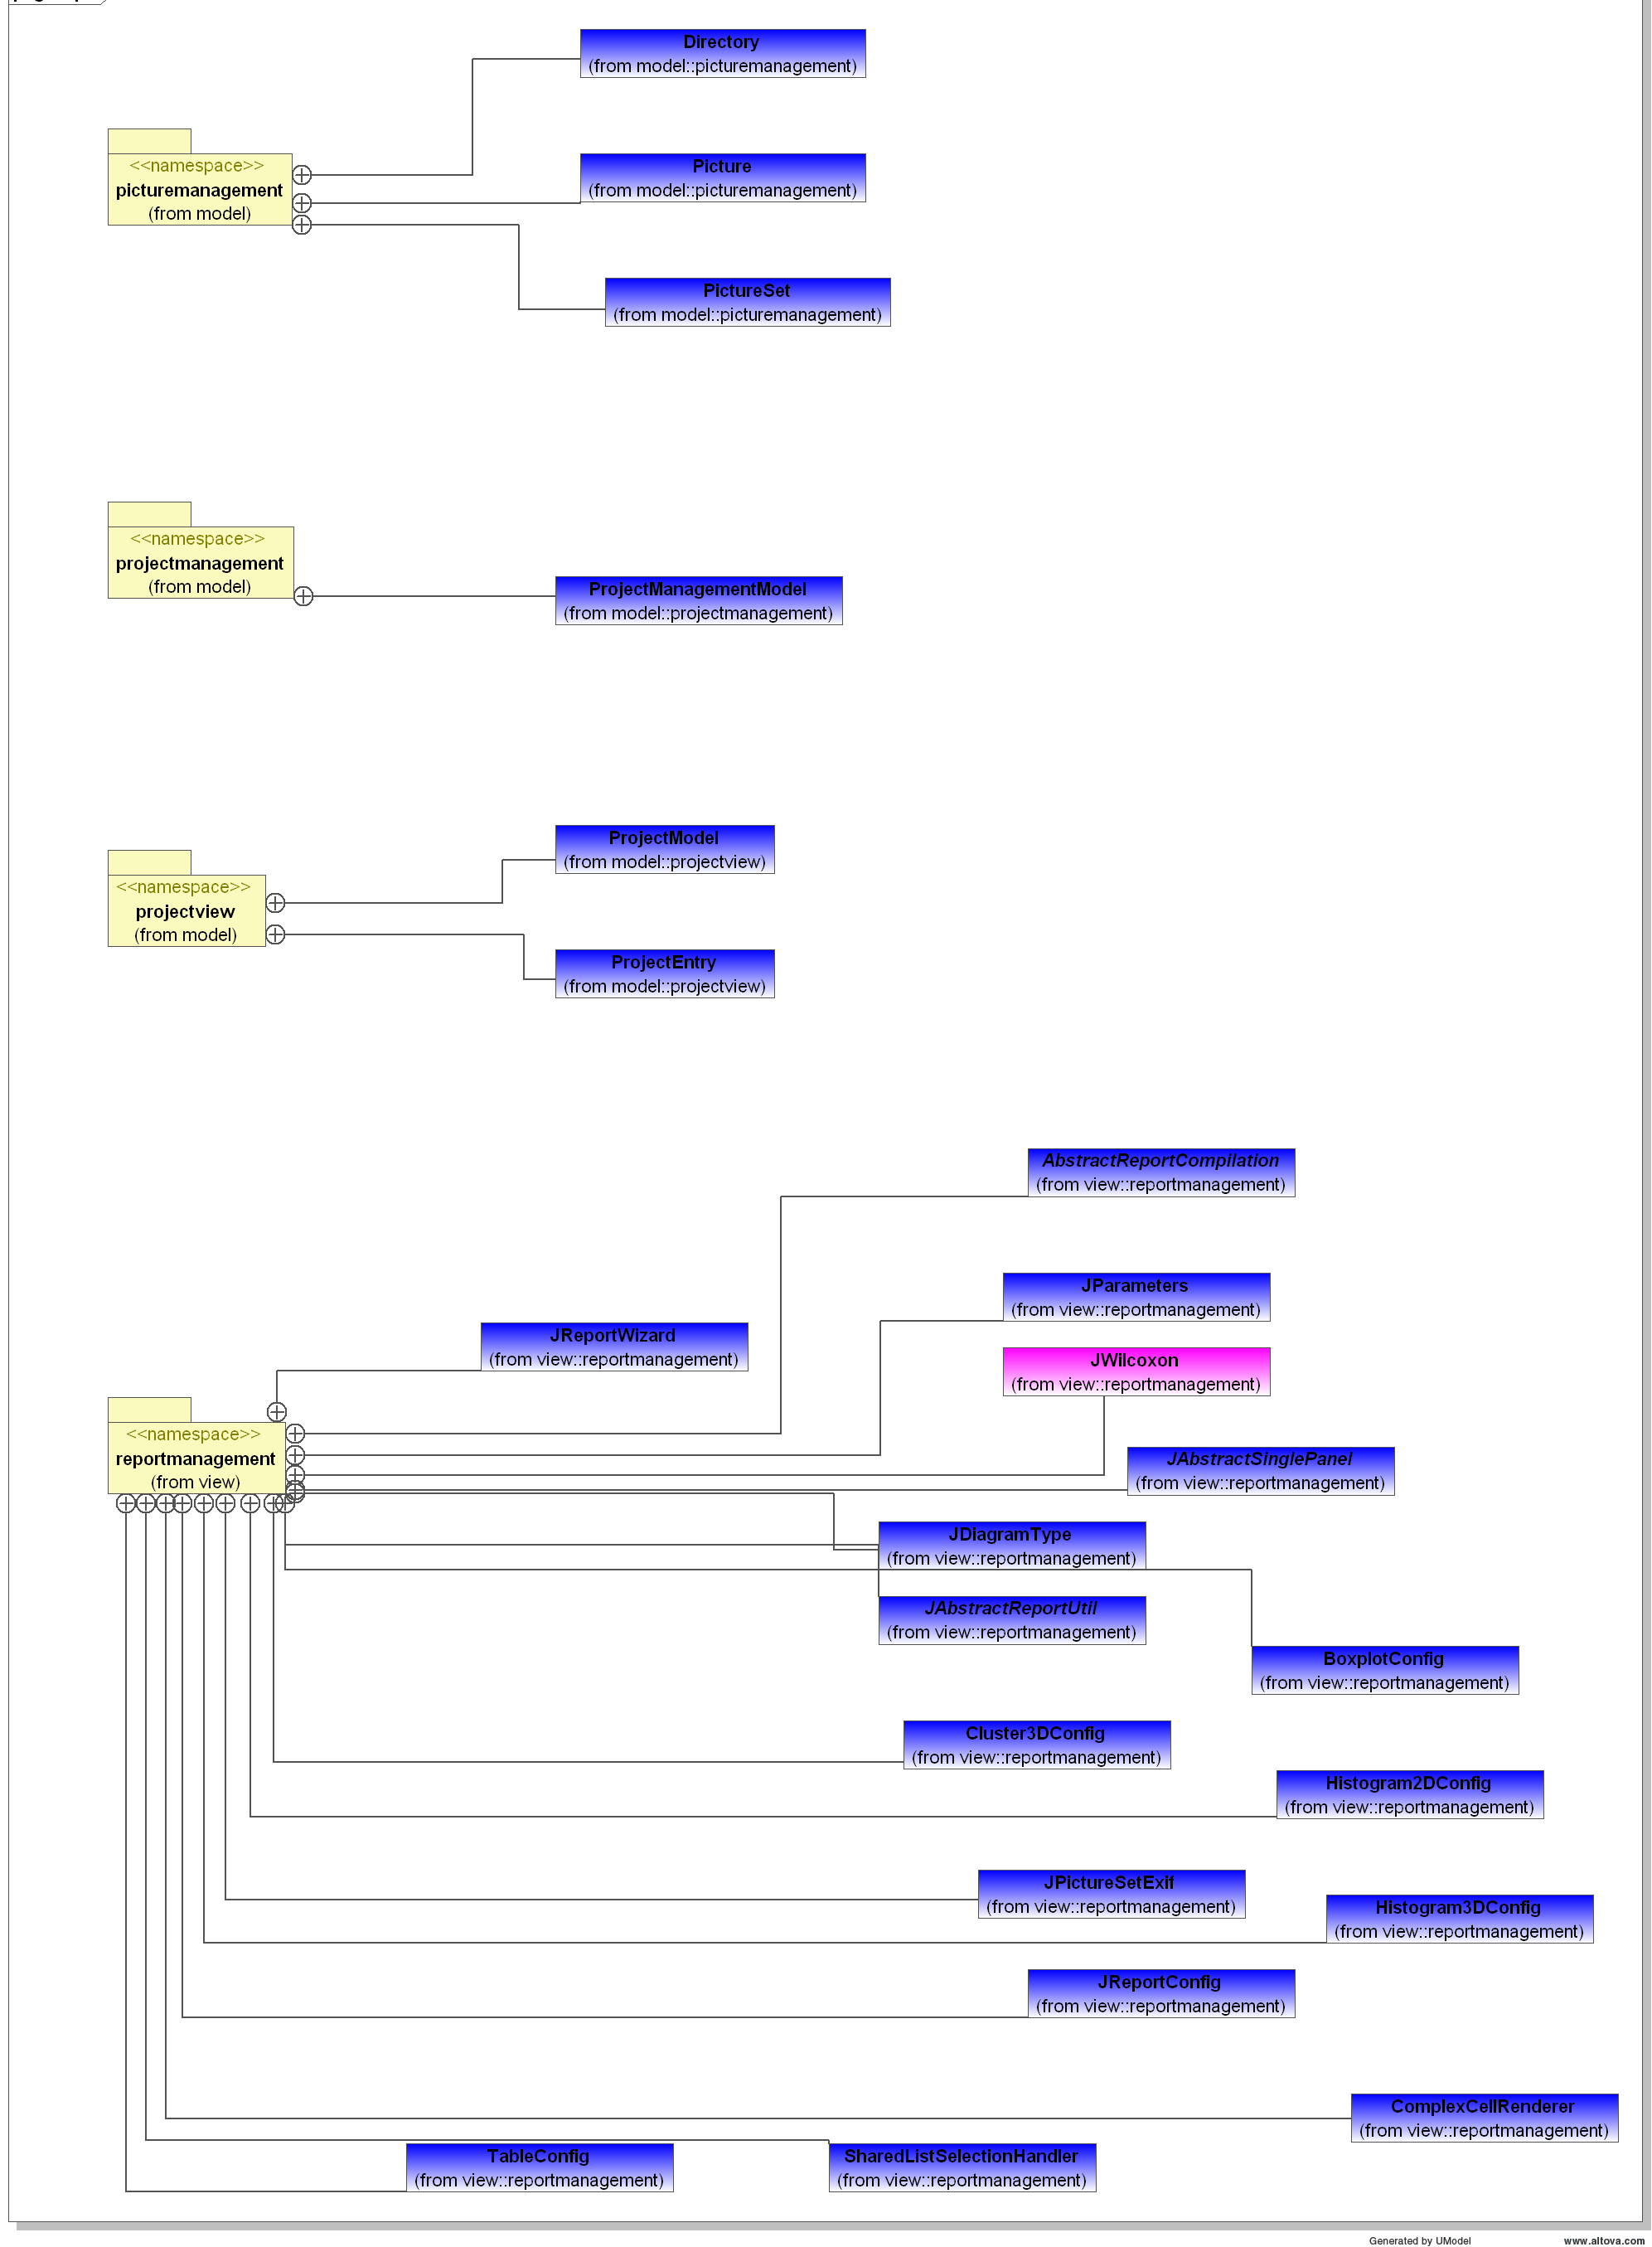 Directory
(from model::picturemanagement)
<<namespace>>
picturemanagement
(from model)
Picture
(from model::picturemanagement)
PictureSet
(from model::picturemanagement)
<<namespace>>
projectmanagement
(from model)
ProjectManagementModel
(from model::projectmanagement)
ProjectModel
(from model::projectview)
<<namespace>>
projectview
(from model)
ProjectEntry
(from model::projectview)
AbstractReportCompilation
(from view::reportmanagement)
JParameters
(from view::reportmanagement)
JReportWizard
(from view::reportmanagement)
JWilcoxon
(from view::reportmanagement)
<<namespace>>
reportmanagement
(from view)
JAbstractSinglePanel
(from view::reportmanagement)
JDiagramType
(from view::reportmanagement)
JAbstractReportUtil
(from view::reportmanagement)
BoxplotConfig
(from view::reportmanagement)
Cluster3DConfig
(from view::reportmanagement)
Histogram2DConfig
(from view::reportmanagement)
JPictureSetExif
(from view::reportmanagement)
Histogram3DConfig
(from view::reportmanagement)
JReportConfig
(from view::reportmanagement)
ComplexCellRenderer
(from view::reportmanagement)
TableConfig
(from view::reportmanagement)
SharedListSelectionHandler
(from view::reportmanagement)
Generated by UModel
www.altova.com